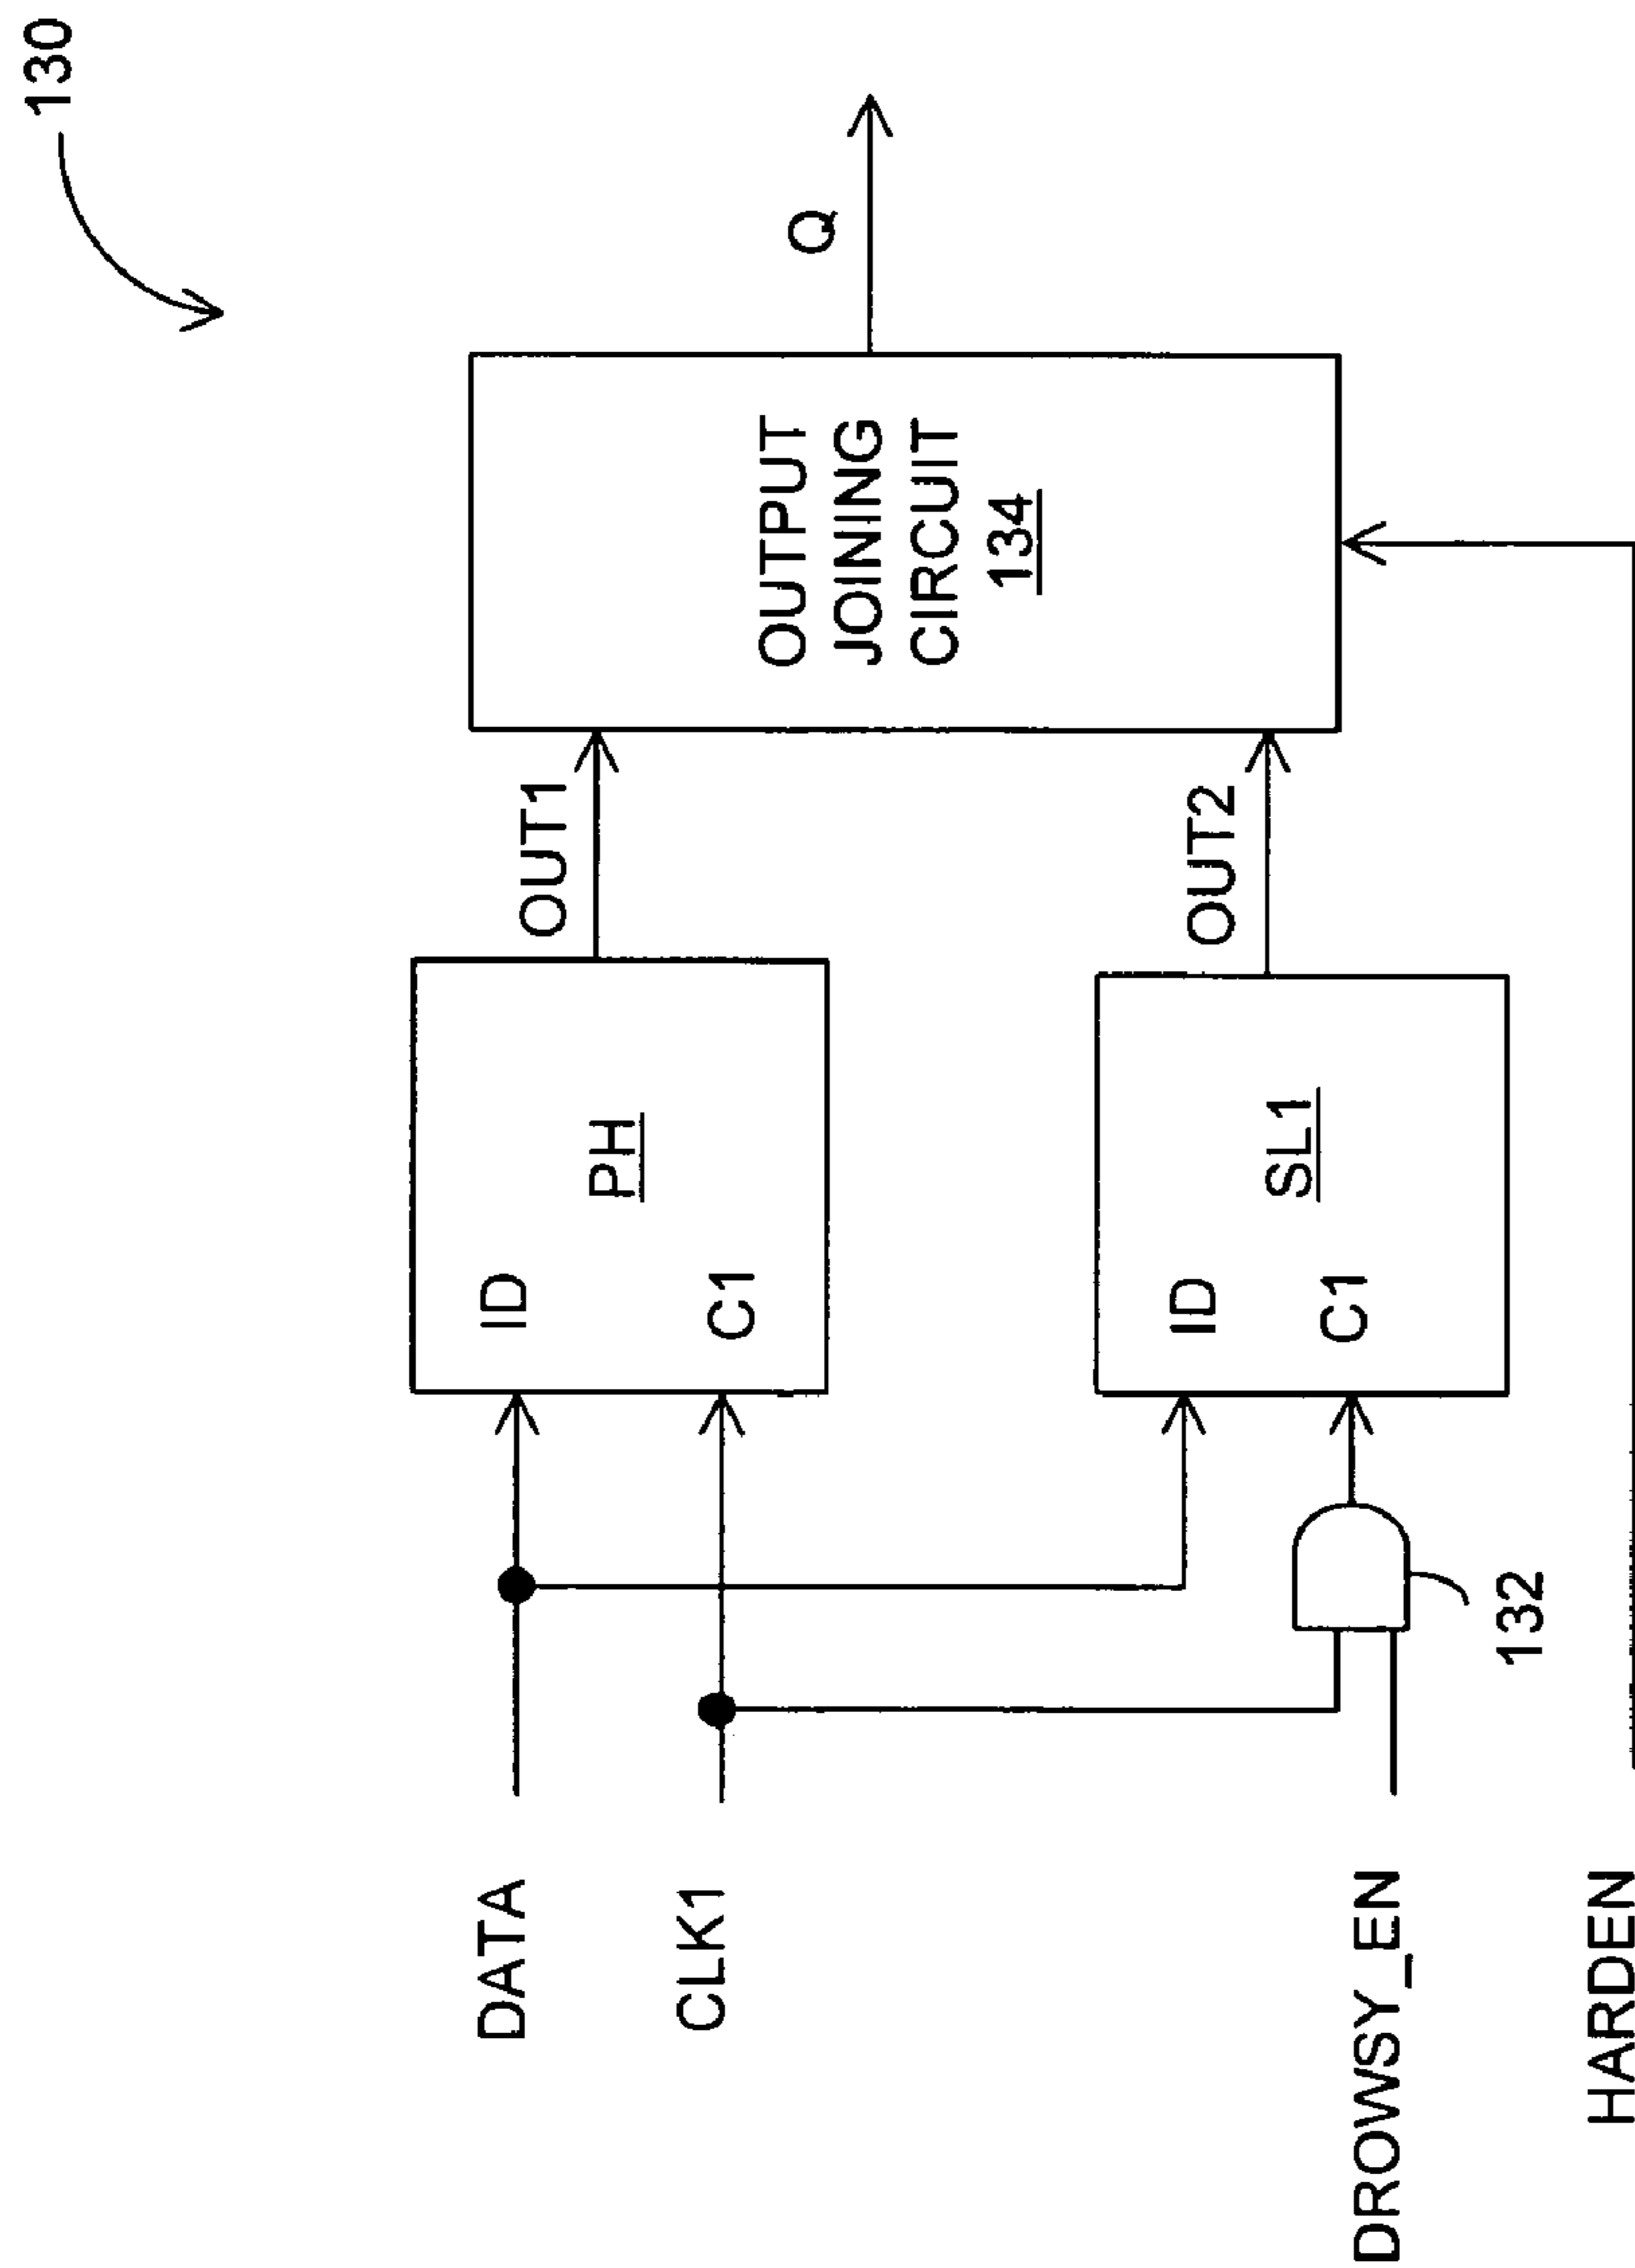 130
DATA
CLK1
DROWSY_EN
HARDEN
132
ID
PH
C1
ID
SL1
C1
OUT1
OUT2
OUTPUT
JOINING
CIRCUIT
134
Q